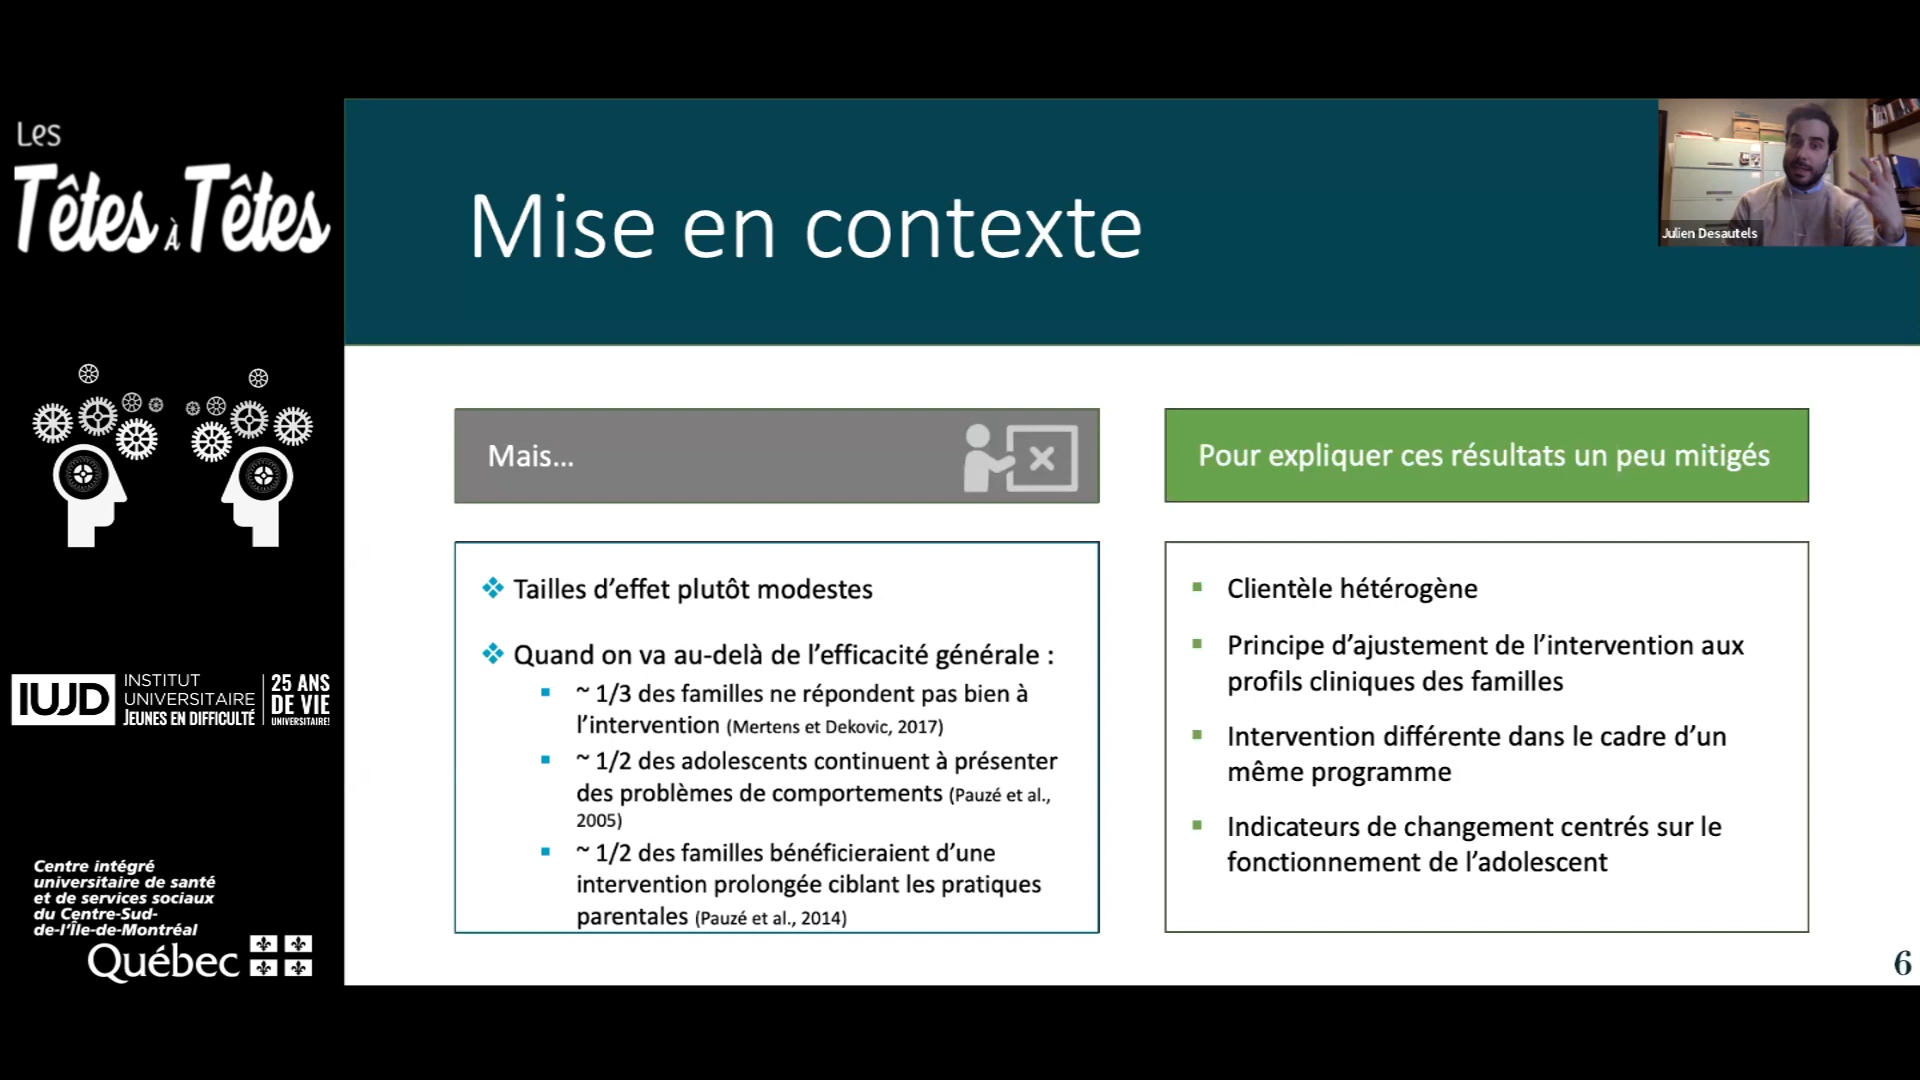 Les
Têtes à Têtes
IUJD
INSTITUT
UNIVERSITAIRE
JEUNES EN DIFFICULTÉ
25 ANS
DE VIE
UNIVERSITAIRE!
Centre intégré
universitaire de santé
et de services sociaux
du Centre-Sud-
de-l'Île-de-Montréal
Québec
Mise en contexte
Julien Desautels
Mais...
Tailles d'effet plutôt modestes
Quand on va au-delà de l'efficacité générale :
~ 1/3 des familles ne répondent pas bien à
l'intervention (Mertens et Dekovic, 2017)
~ 1/2 des adolescents continuent à présenter
des problèmes de comportements (Pauzé et al.,
2005)
~ 1/2 des familles bénéficieraient d'une
intervention prolongée ciblant les pratiques
parentales (Pauzé et al., 2014)
Pour expliquer ces résultats un peu mitigés
Clientèle hétérogène
Principe d'ajustement de l'intervention aux
profils cliniques des familles
Intervention différente dans le cadre d'un
même programme
Indicateurs de changement centrés sur le
fonctionnement de l'adolescent
6